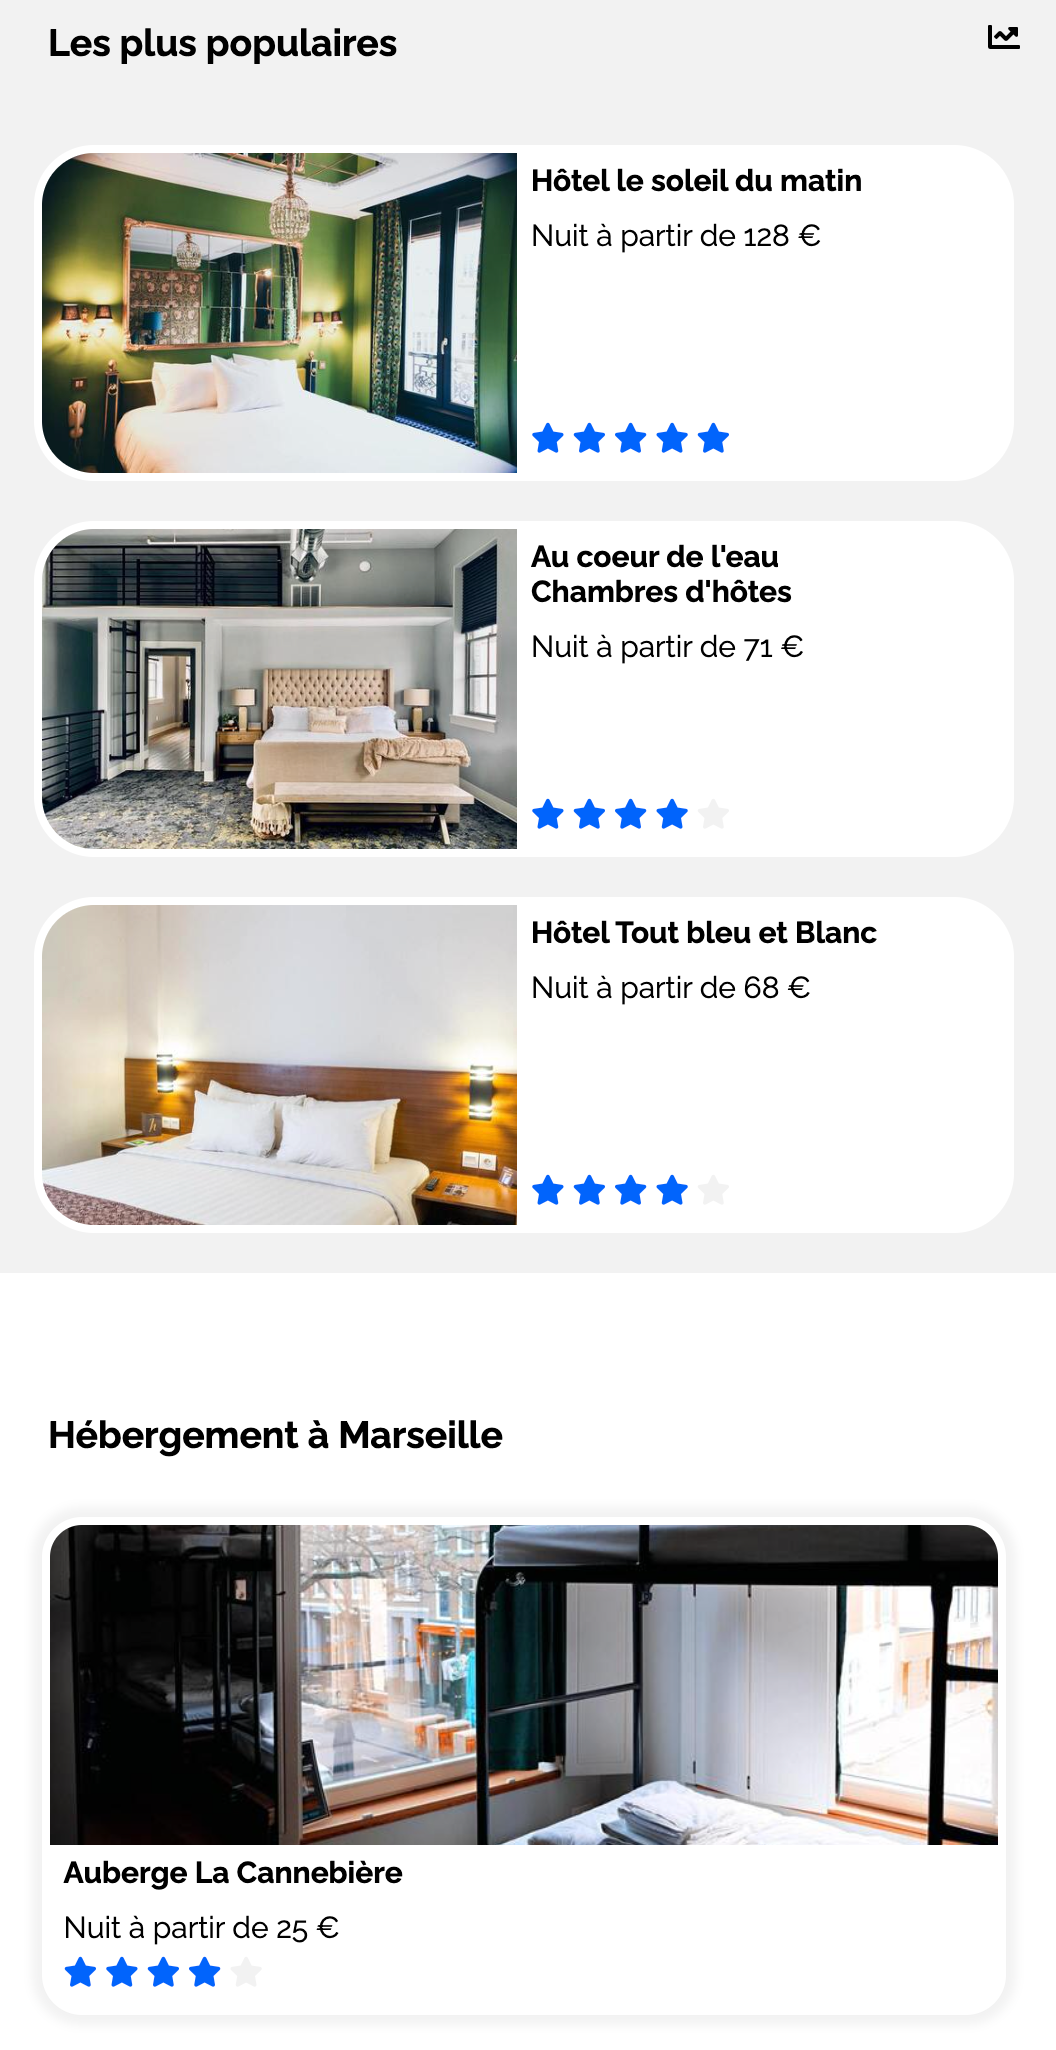 Les plus populaires
Hôtel le soleil du matin
Nuit à partir de 128 €
Au coeur de l'eau
Chambres d'hôtes
Nuit à partir de 71 €
Hôtel Tout bleu et Blanc
Nuit à partir de 68 €
Hébergement à Marseille
Auberge La Cannebière
Nuit à partir de 25 €